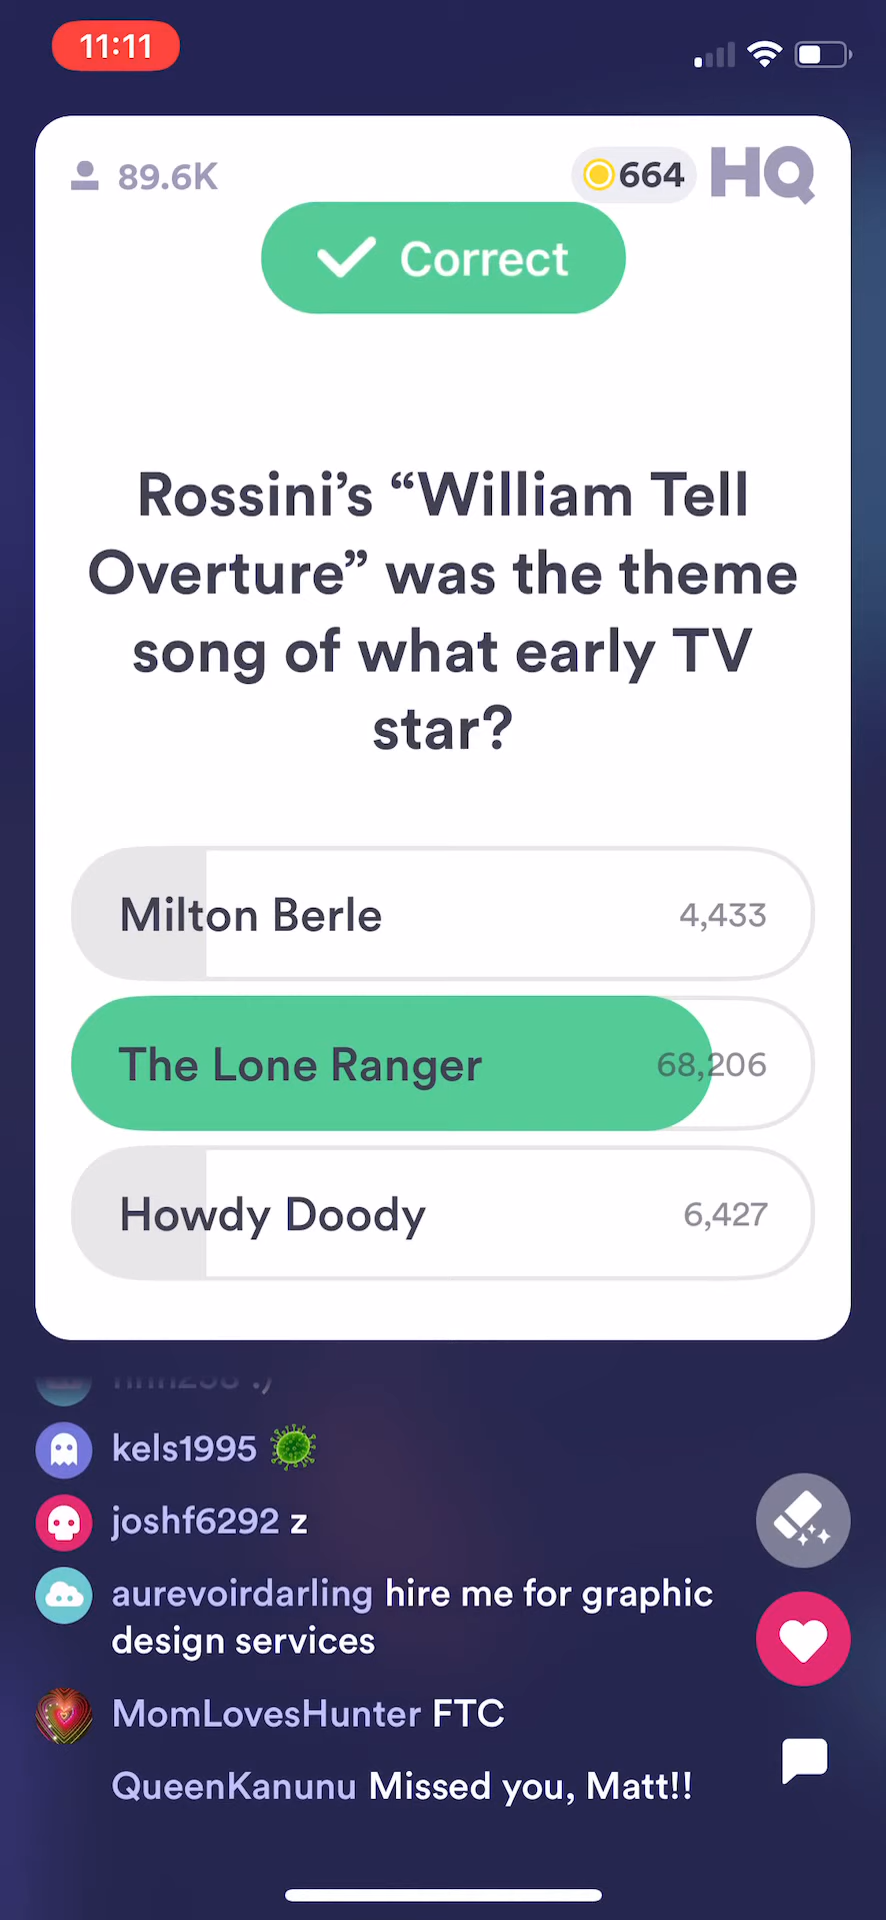 11:11
89.6K
664
HQ
Correct
Rossini’s “William Tell
Overture” was the theme
song of what early TV
star?
Milton Berle 4,433
The Lone Ranger 68,206
Howdy Doody 6,427
kels1995
joshf6292 z
aurevoirdarling hire me for graphic
design services
MomLovesHunter FTC
QueenKanunu Missed you, Matt!!